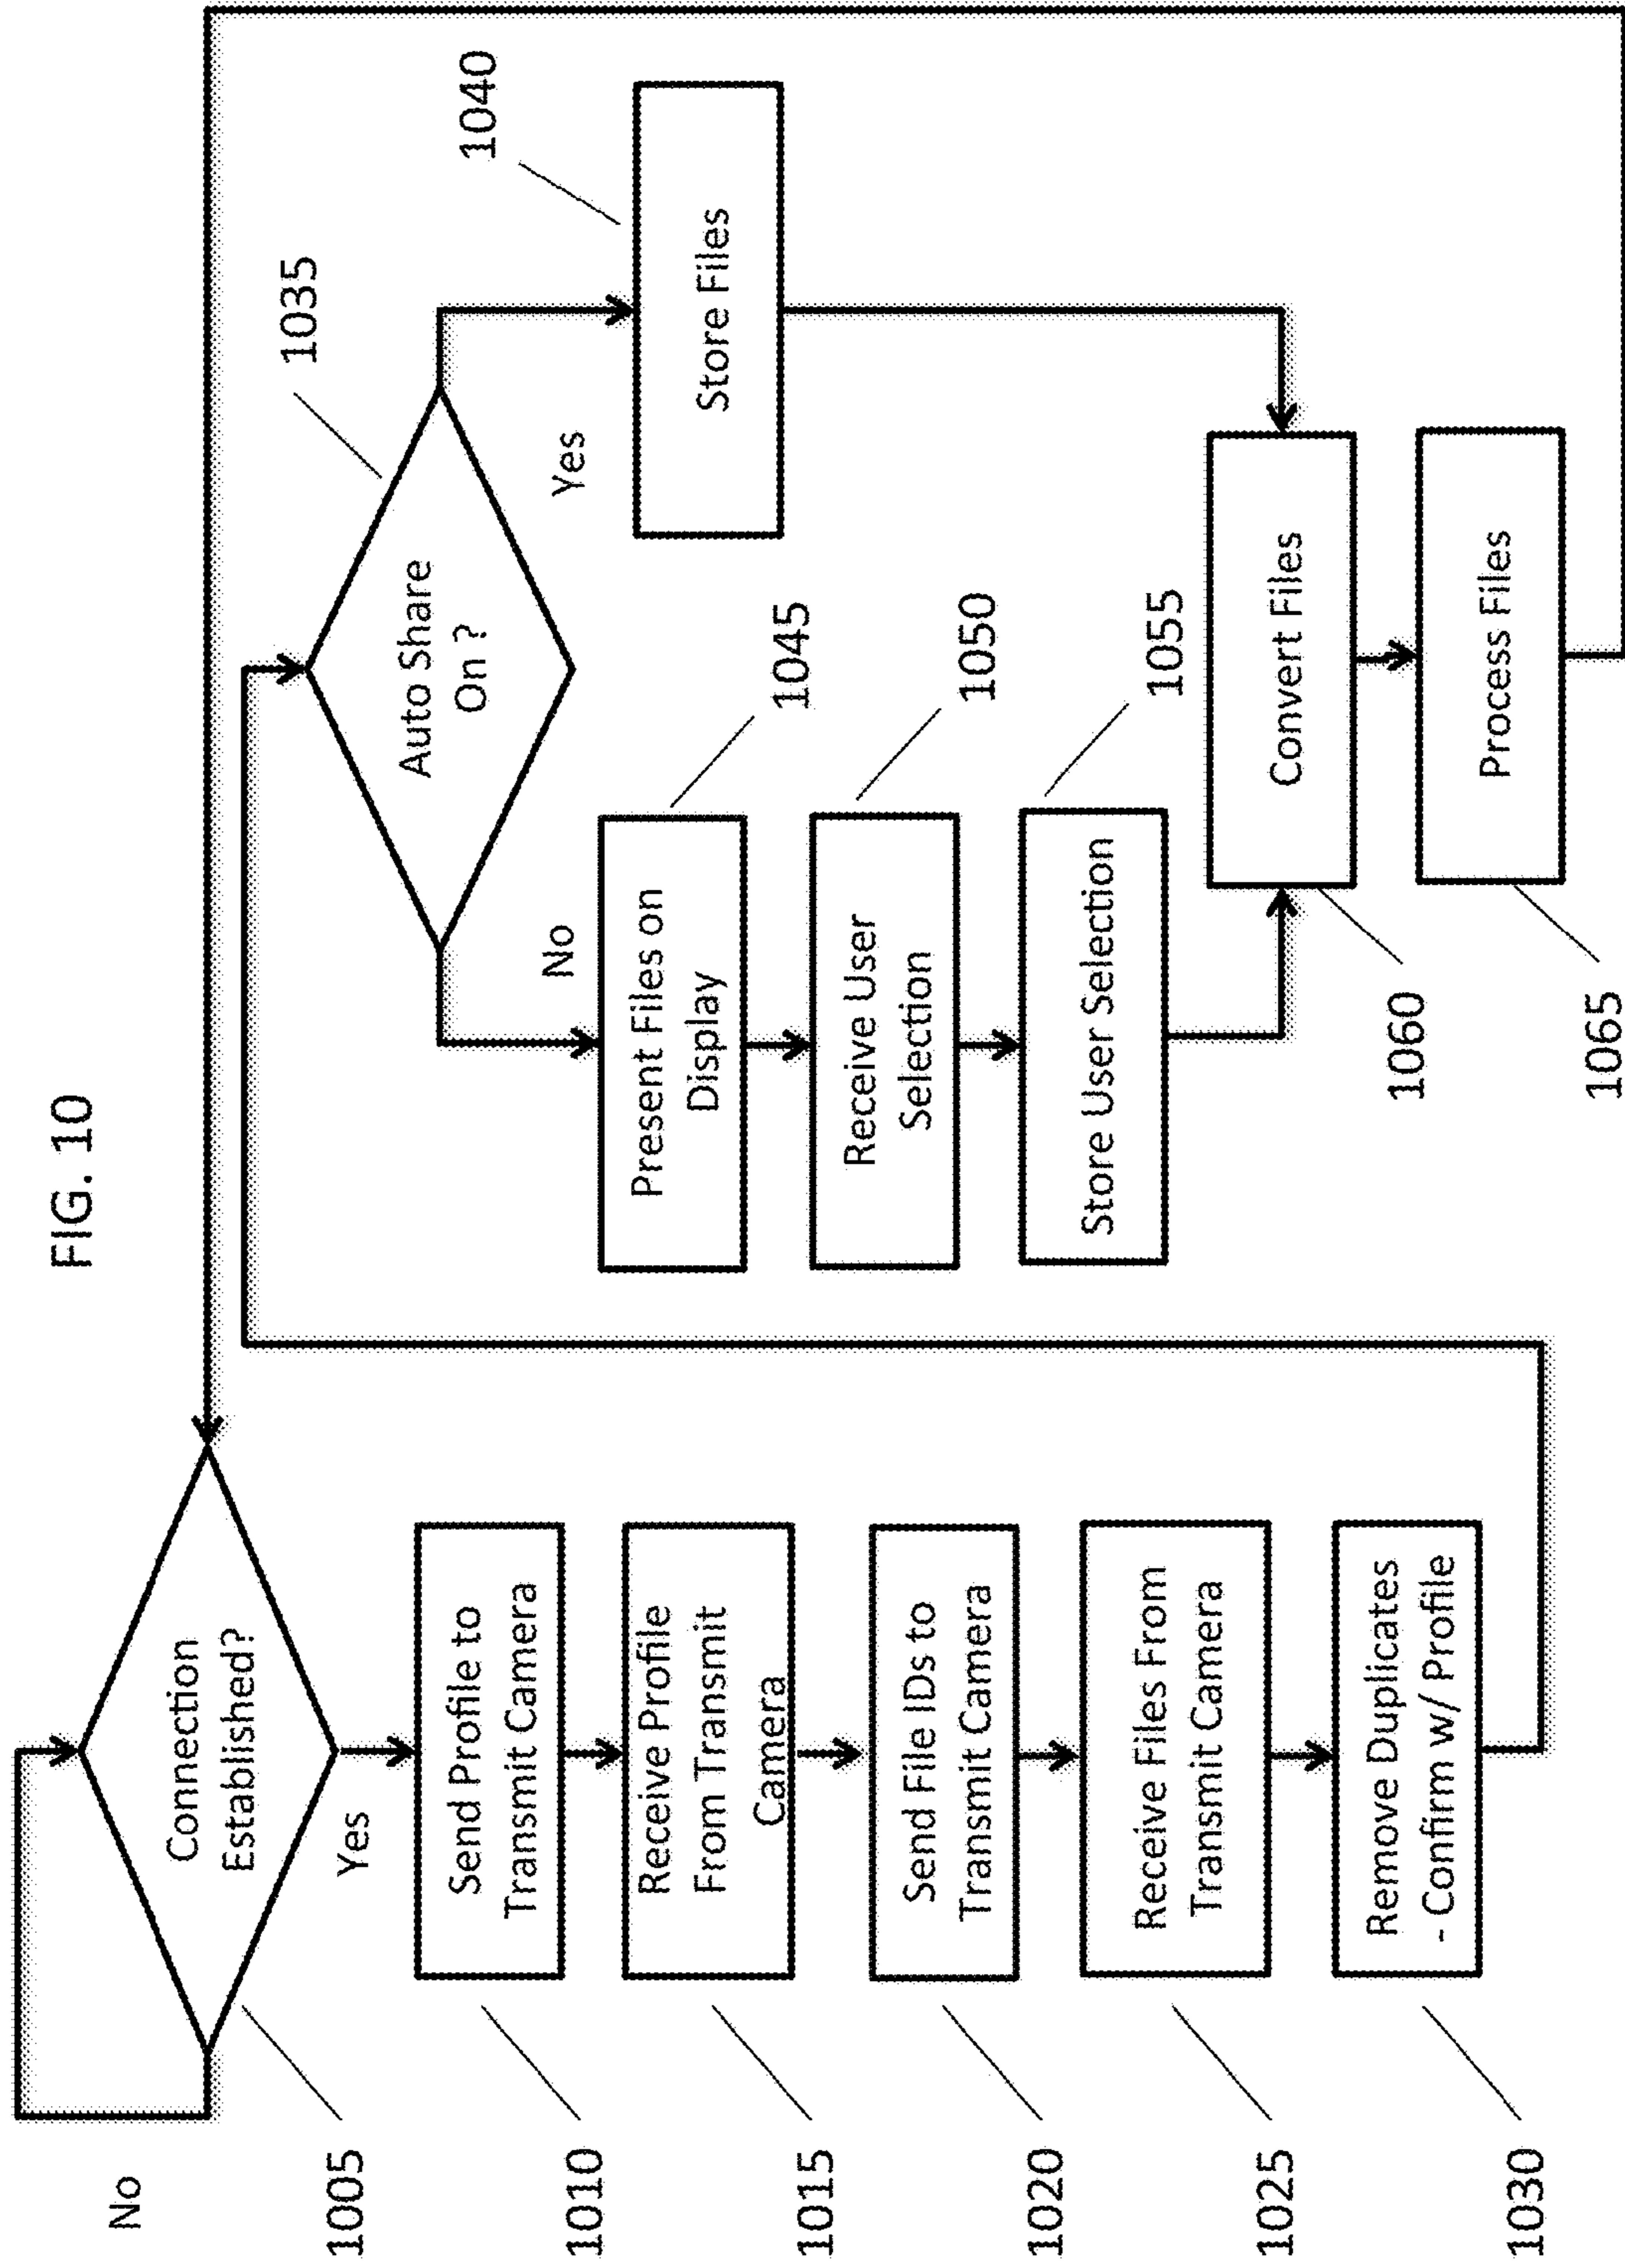 FIG. 10
No
Connection
Established?
1005
Yes
Send Profile to
Transmit Camera
1010
Receive Profile
From Transmit
Camera
1015
Send File IDs to
Transmit Camera
1020
Receive Files From
Transmit Camera
1025
Remove Duplicates
- Confirm w/ Profile
1030
Auto Share
On ?
1035
No
Yes
Store Files
1040
Present Files on
Display
1045
Receive User
Selection
1050
Store User Selection
1055
Convert Files
1060
Process Files
1065